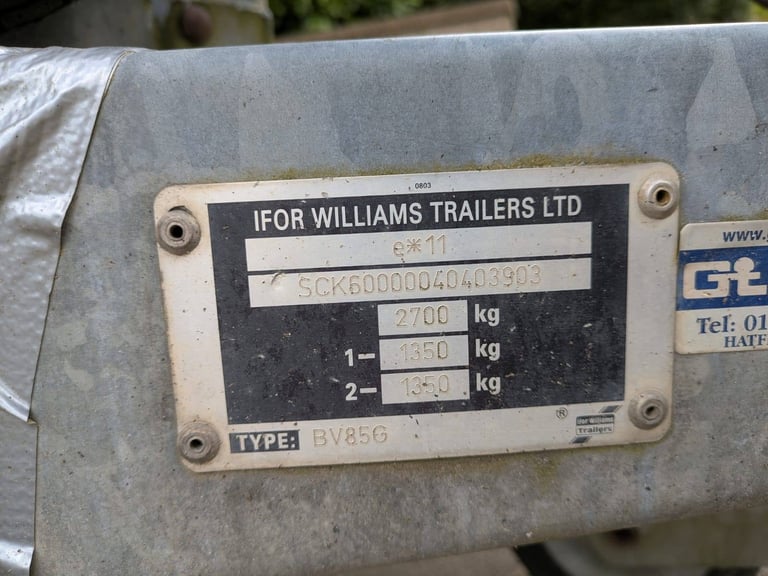 0803
IFOR WILLIAMS TRAILERS LTD
e*11
SCK60000040403903
2700 kg
1- 1350 kg
2- 1350 kg
TYPE: BV85G
®
Ifor Williams
Trailers
www.
Gt
Tel: 01
HATF